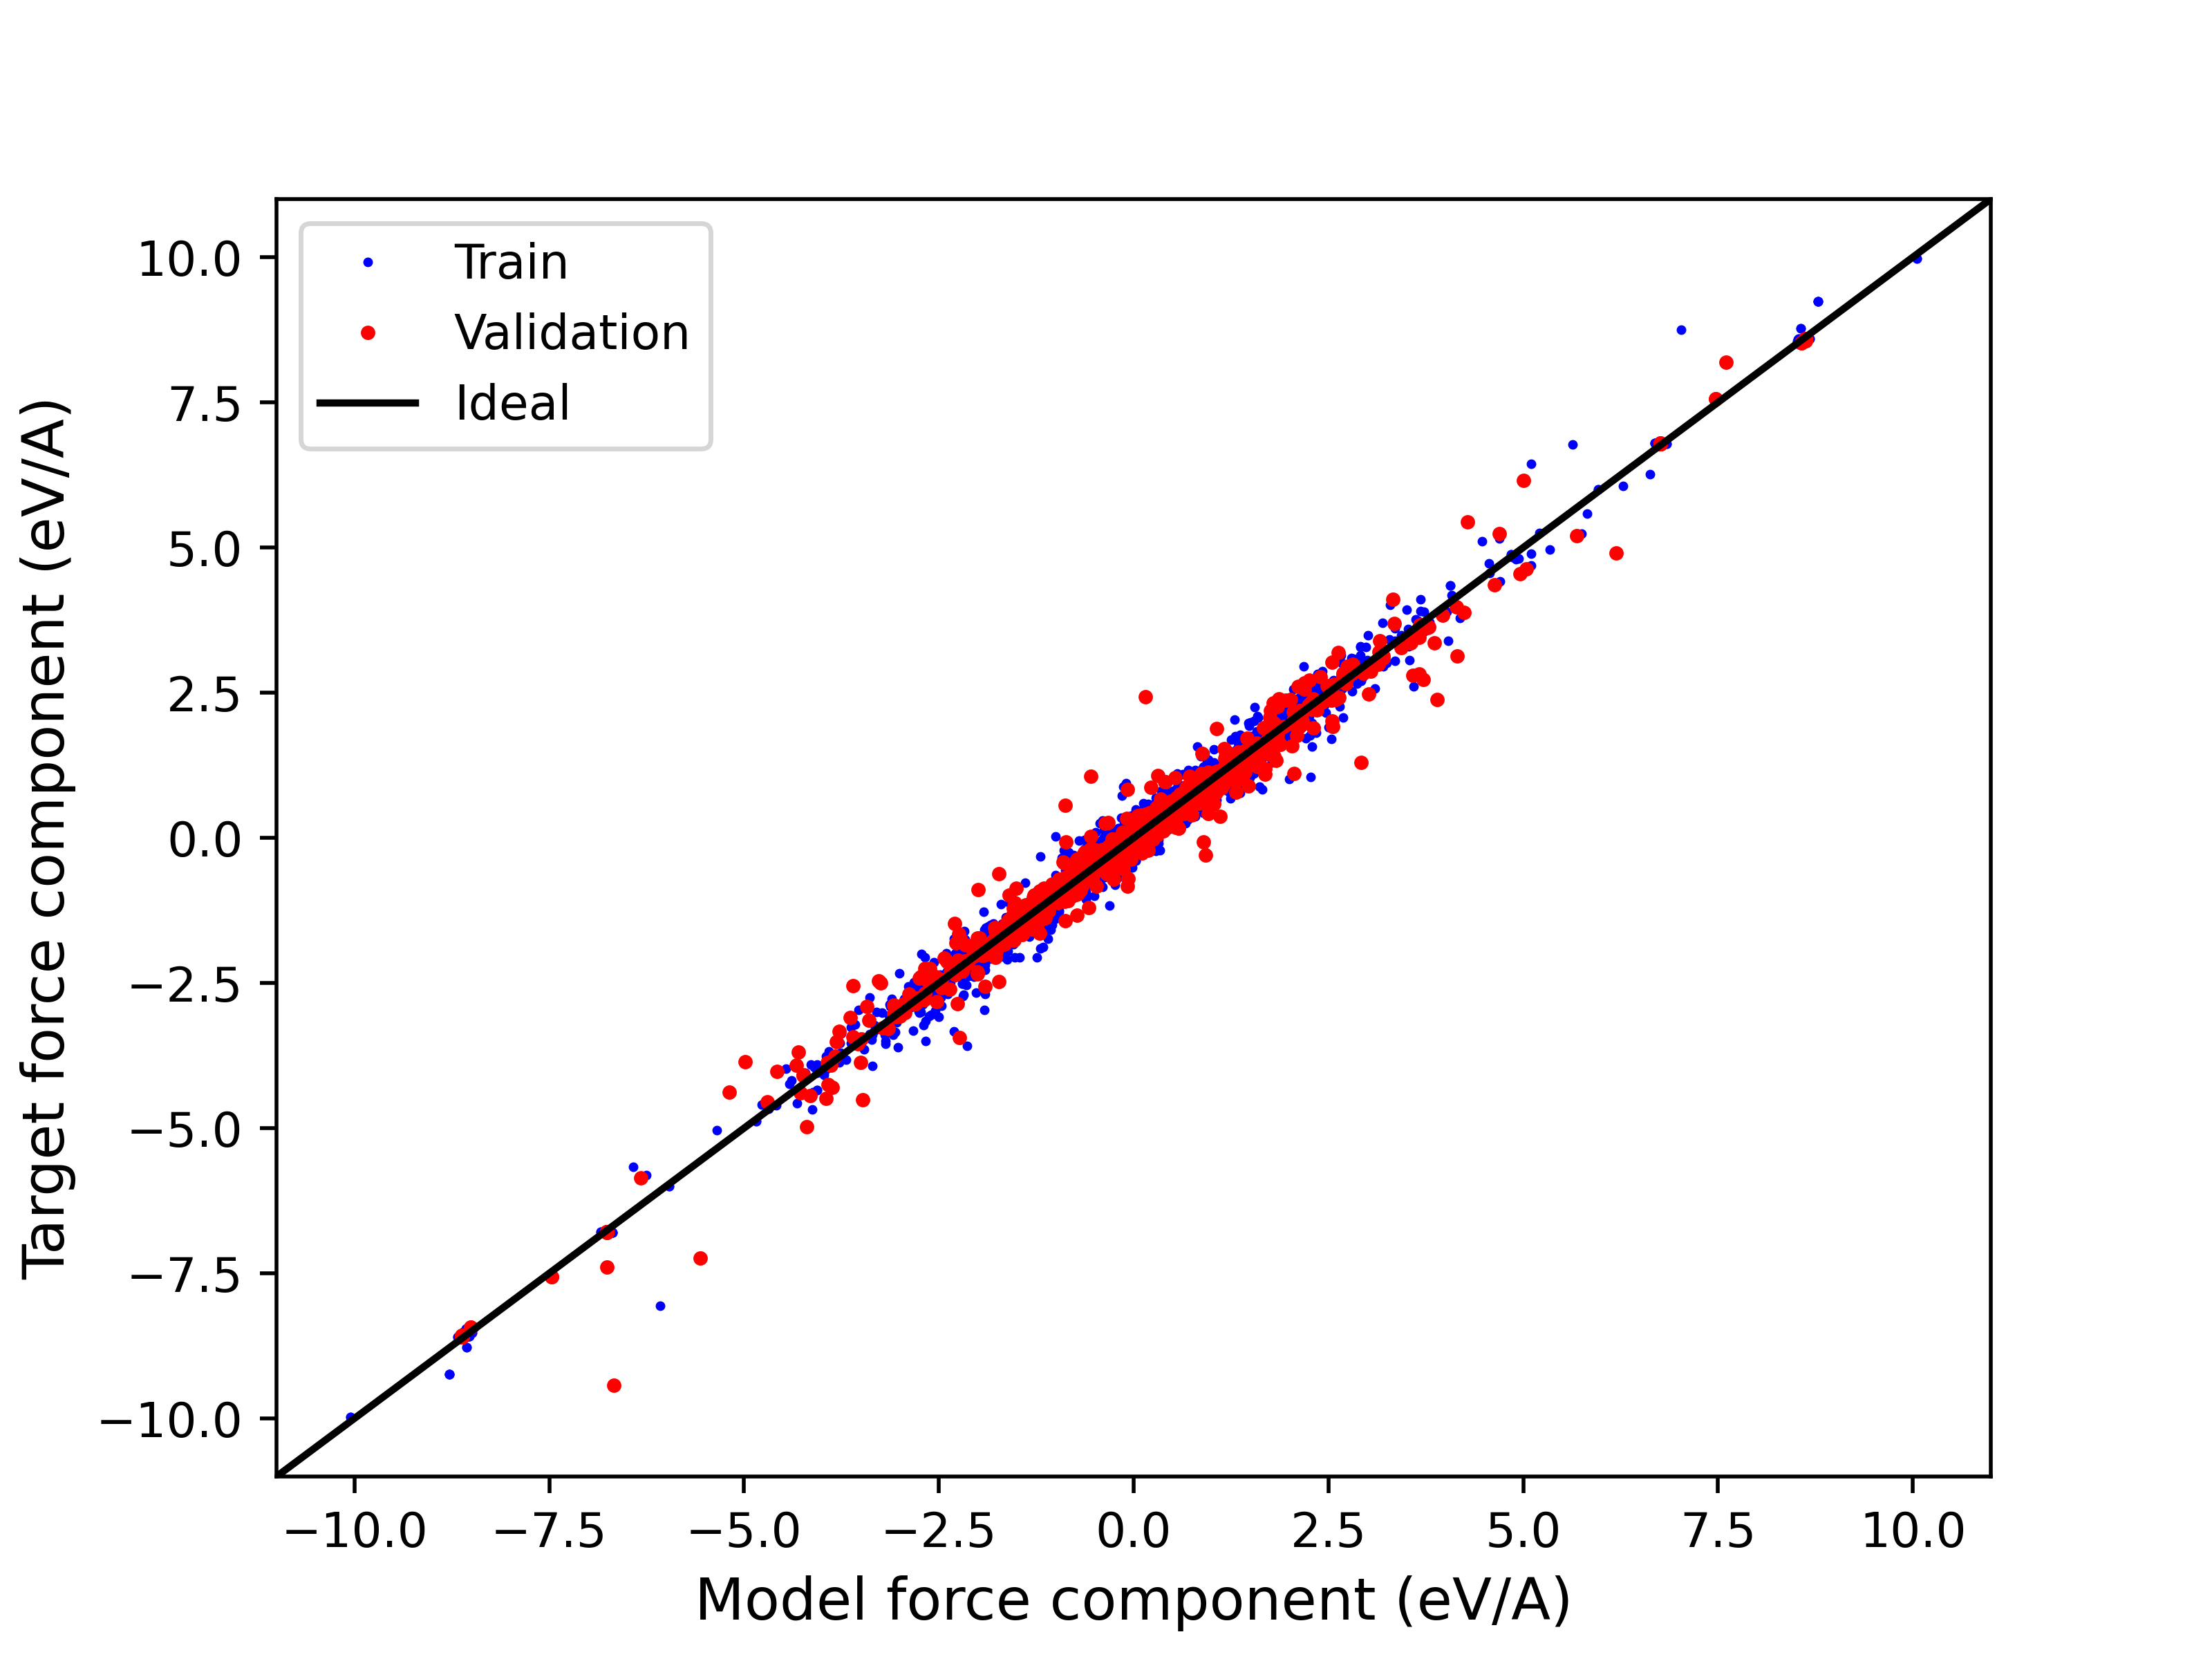 Train
Validation
Ideal
Target force component (eV/A)
10.0
7.5
5.0
2.5
0.0
−2.5
−5.0
−7.5
−10.0
−10.0 −7.5 −5.0 −2.5 0.0 2.5 5.0 7.5 10.0
Model force component (eV/A)